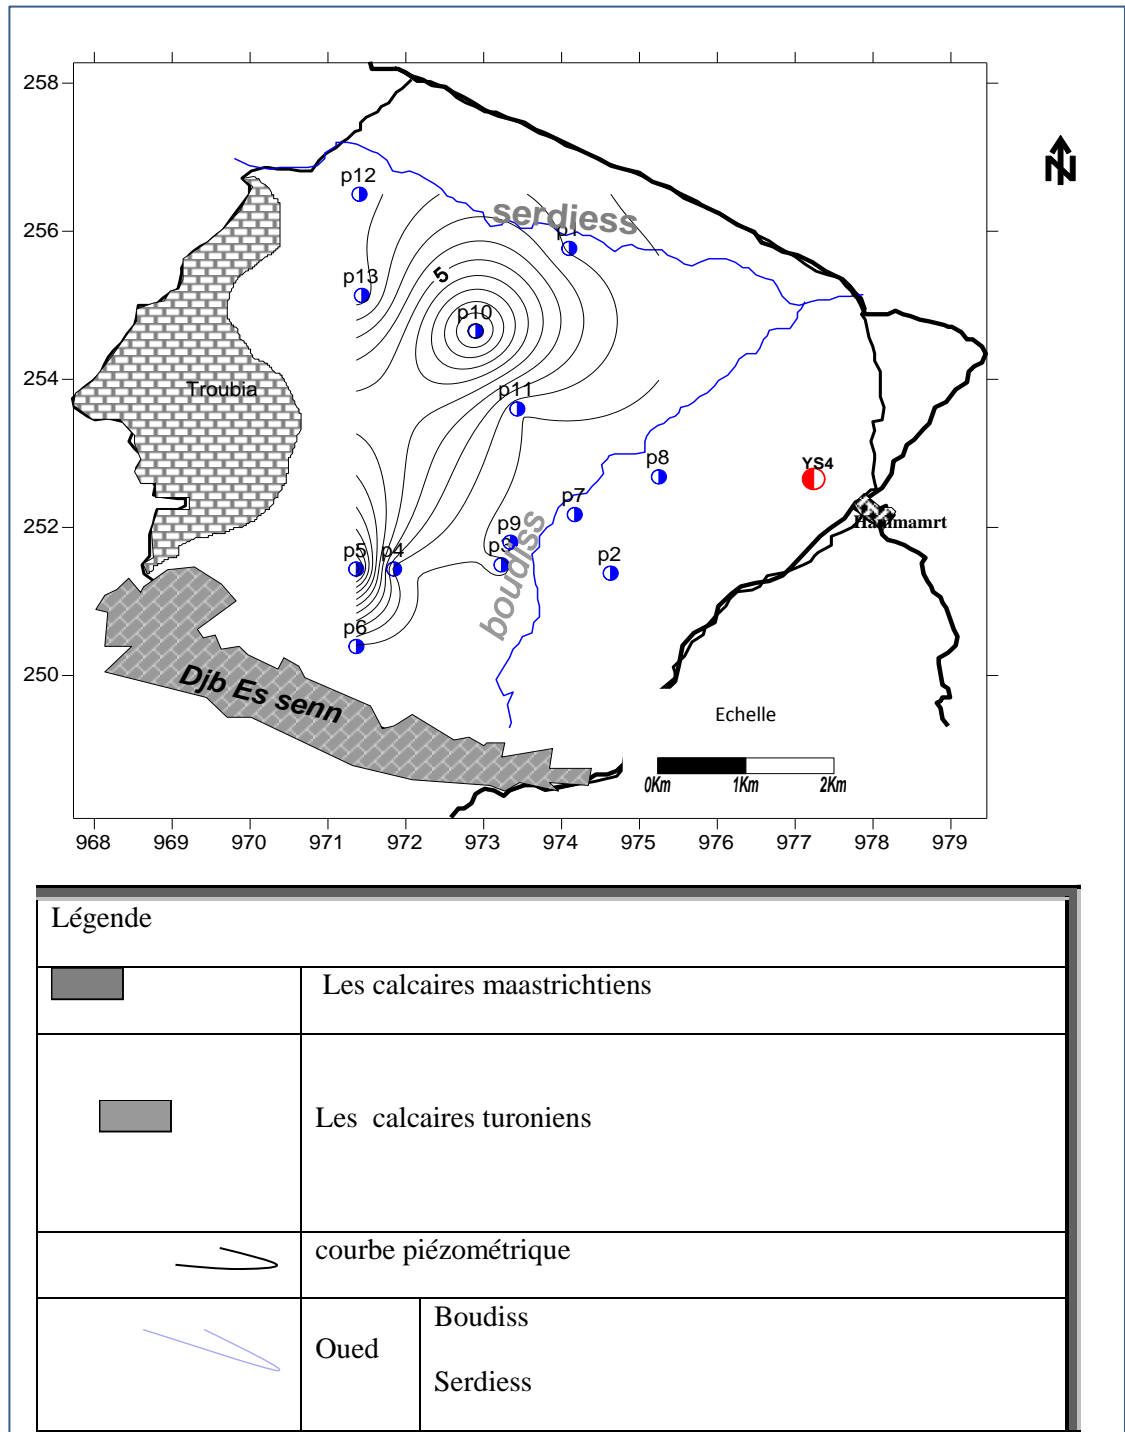 258
256
254
252
250
N
p12
serdiess
p1
p13
5
p10
Troubia
p11
p8
YS4
p7
Hammamrt
p9
p3
p5
p4
p2
boudiss
p6
Djb Es senn
Echelle
0Km
1Km
2Km
968
969
970
971
972
973
974
975
976
977
978
979
Légende
Les calcaires maastrichtiens
Les calcaires turoniens
courbe piézométrique
Oued
Boudiss
Serdiess